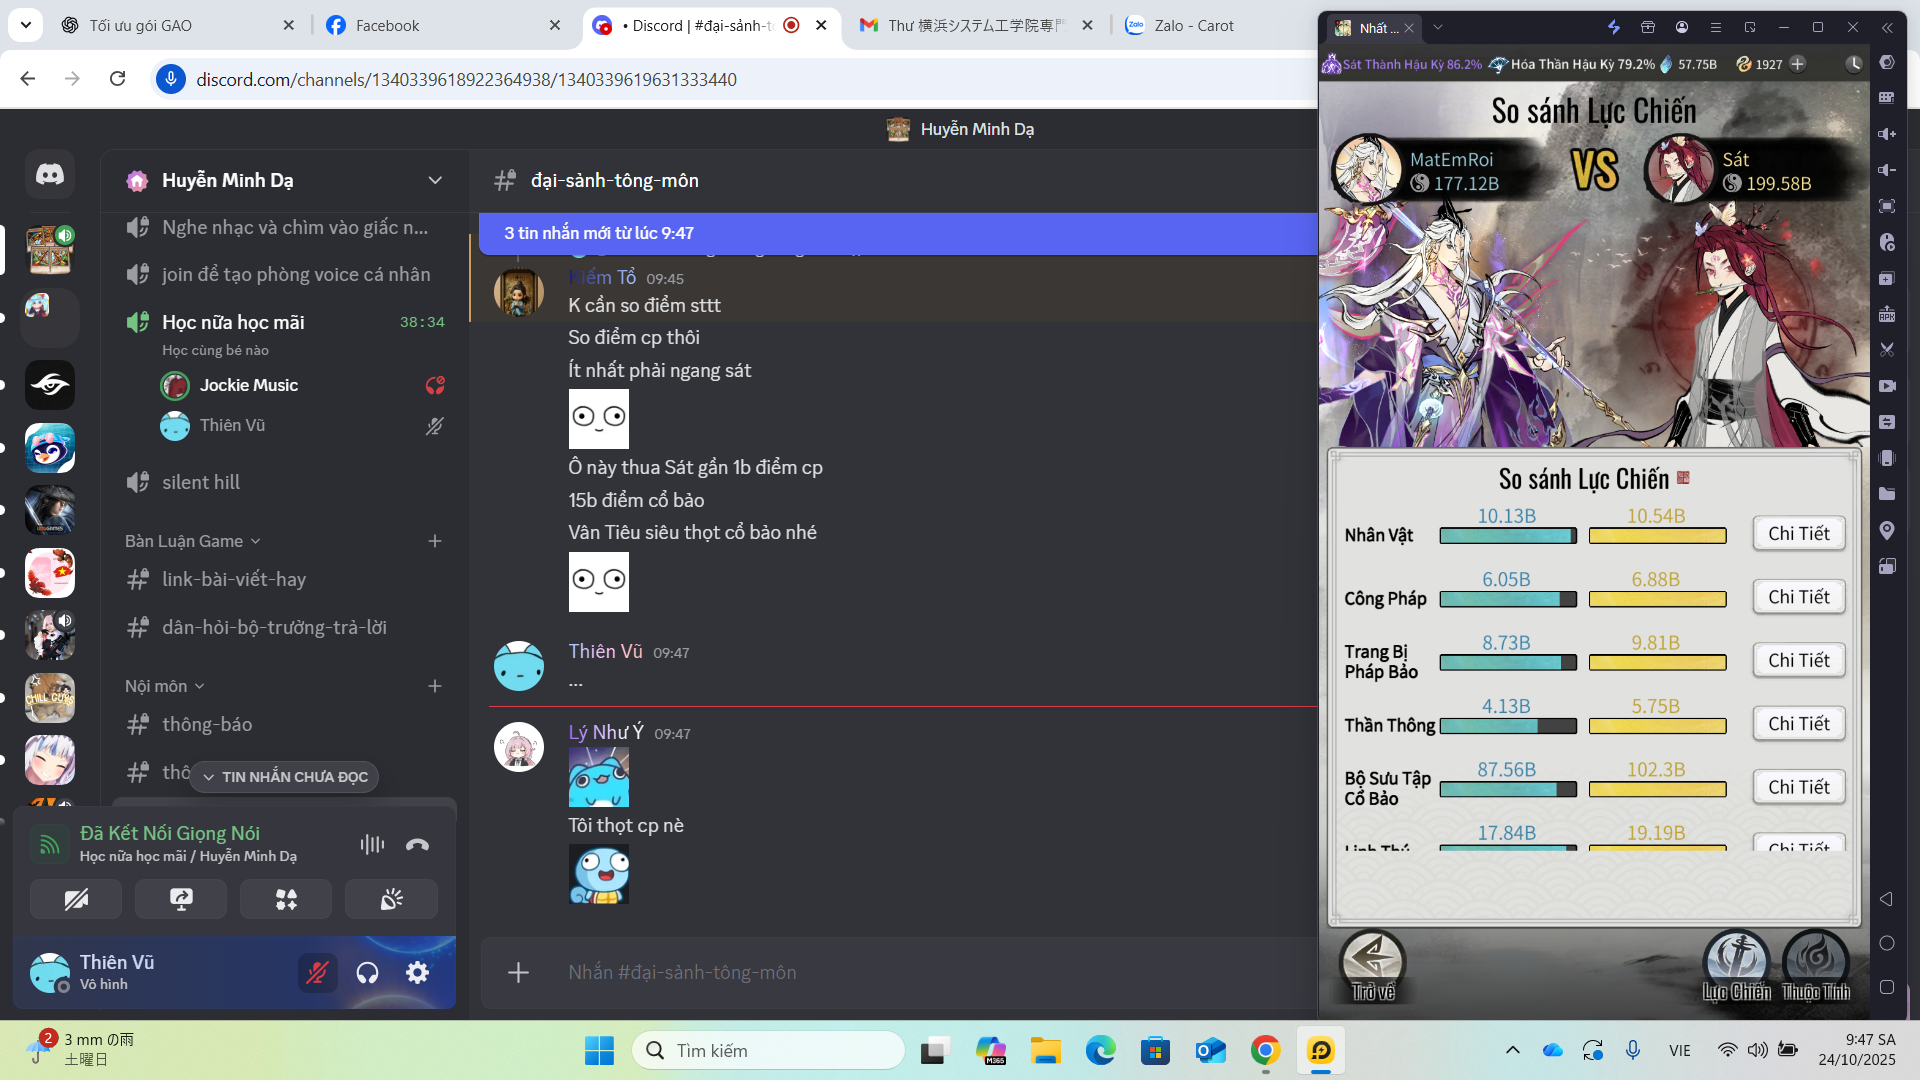 Tối ưu gói GAO
Facebook
• Discord | #đại-sảnh-t
Thư 横浜システム工学院専門
Zalo - Carot
discord.com/channels/1340339618922364938/1340339619631333440
Huyễn Minh Dạ
Huyễn Minh Dạ
Nghe nhạc và chìm vào giấc n...
join để tạo phòng voice cá nhân
Học nữa học mãi 38:34
Học cùng bé nào
Jockie Music
Thiên Vũ
silent hill
Bàn Luận Game
link-bài-viết-hay
dân-hỏi-bộ-trưởng-trả-lời
Nội môn
thông-báo
TIN NHẮN CHƯA ĐỌC
Đã Kết Nối Giọng Nói
Học nữa học mãi / Huyễn Minh Dạ
Thiên Vũ
Vô hình
CHILL GUYS
đại-sảnh-tông-môn
3 tin nhắn mới từ lúc 9:47
Kiếm Tổ 09:45
K cần so điểm sttt
So điểm cp thôi
Ít nhất phải ngang sát
Ô này thua Sát gần 1b điểm cp
15b điểm cổ bảo
Vân Tiêu siêu thọt cổ bảo nhé
Thiên Vũ 09:47
...
Lý Như Ý 09:47
Tôi thọt cp nè
Nhắn #đại-sảnh-tông-môn
Nhất ...
Sát Thành Hậu Kỳ 86.2% Hóa Thần Hậu Kỳ 79.2% 57.75B 1927
So sánh Lực Chiến
MatEmRoi
177.12B
VS
Sát
199.58B
So sánh Lực Chiến
Nhân Vật 10.13B 10.54B Chi Tiết
Công Pháp 6.05B 6.88B Chi Tiết
Trang Bị Pháp Bảo 8.73B 9.81B Chi Tiết
Thần Thông 4.13B 5.75B Chi Tiết
Bộ Sưu Tập Cổ Bảo 87.56B 102.3B Chi Tiết
Linh Thú 17.84B 19.19B Chi Tiết
Trở về
Lực Chiến
Thuộc Tính
APK
2
3 mm の雨
土曜日
Tìm kiếm
M365
VIE
9:47 SA
24/10/2025